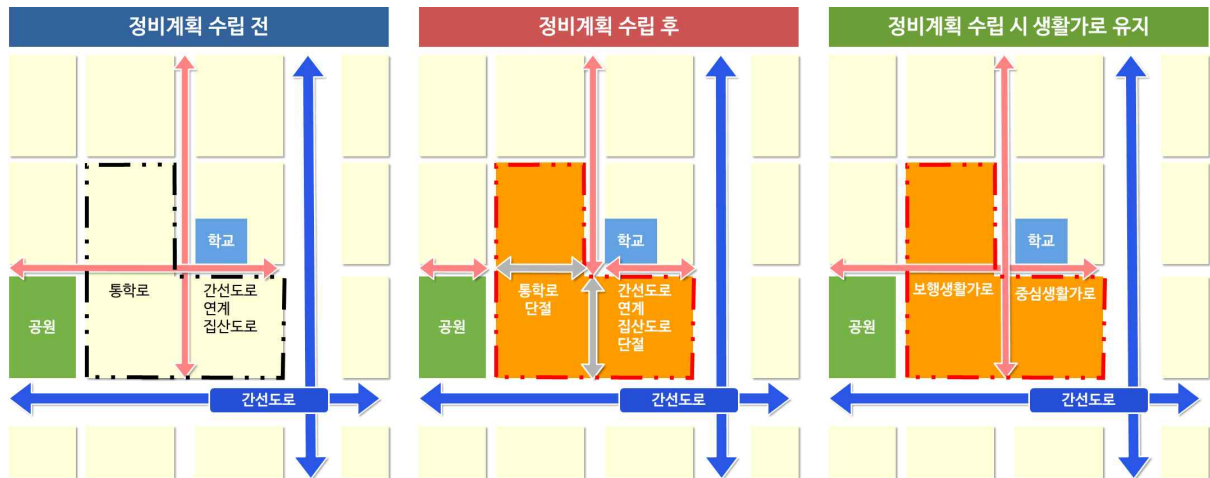 정비계획 수립 전
학교
통학로
간선도로
연계
집산도로
공원
간선도로
정비계획 수립 후
학교
통학로
단절
간선도로
연계
집산도로
단절
공원
간선도로
정비계획 수립 시 생활가로 유지
학교
보행생활가로
중심생활가로
공원
간선도로